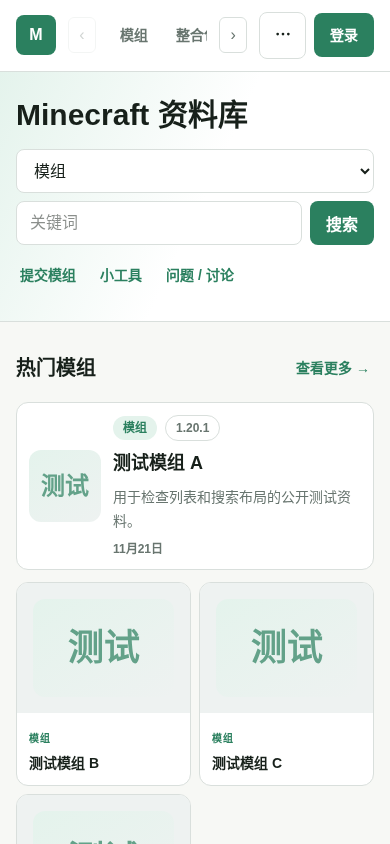 M
‹
模组
整合
›
···
登录
Minecraft 资料库
模组
关键词
搜索
提交模组
小工具
问题 / 讨论
热门模组
查看更多 →
测试
模组
1.20.1
测试模组 A
用于检查列表和搜索布局的公开测试资
料。
11月21日
测试
测试
模组
测试模组 B
模组
测试模组 C